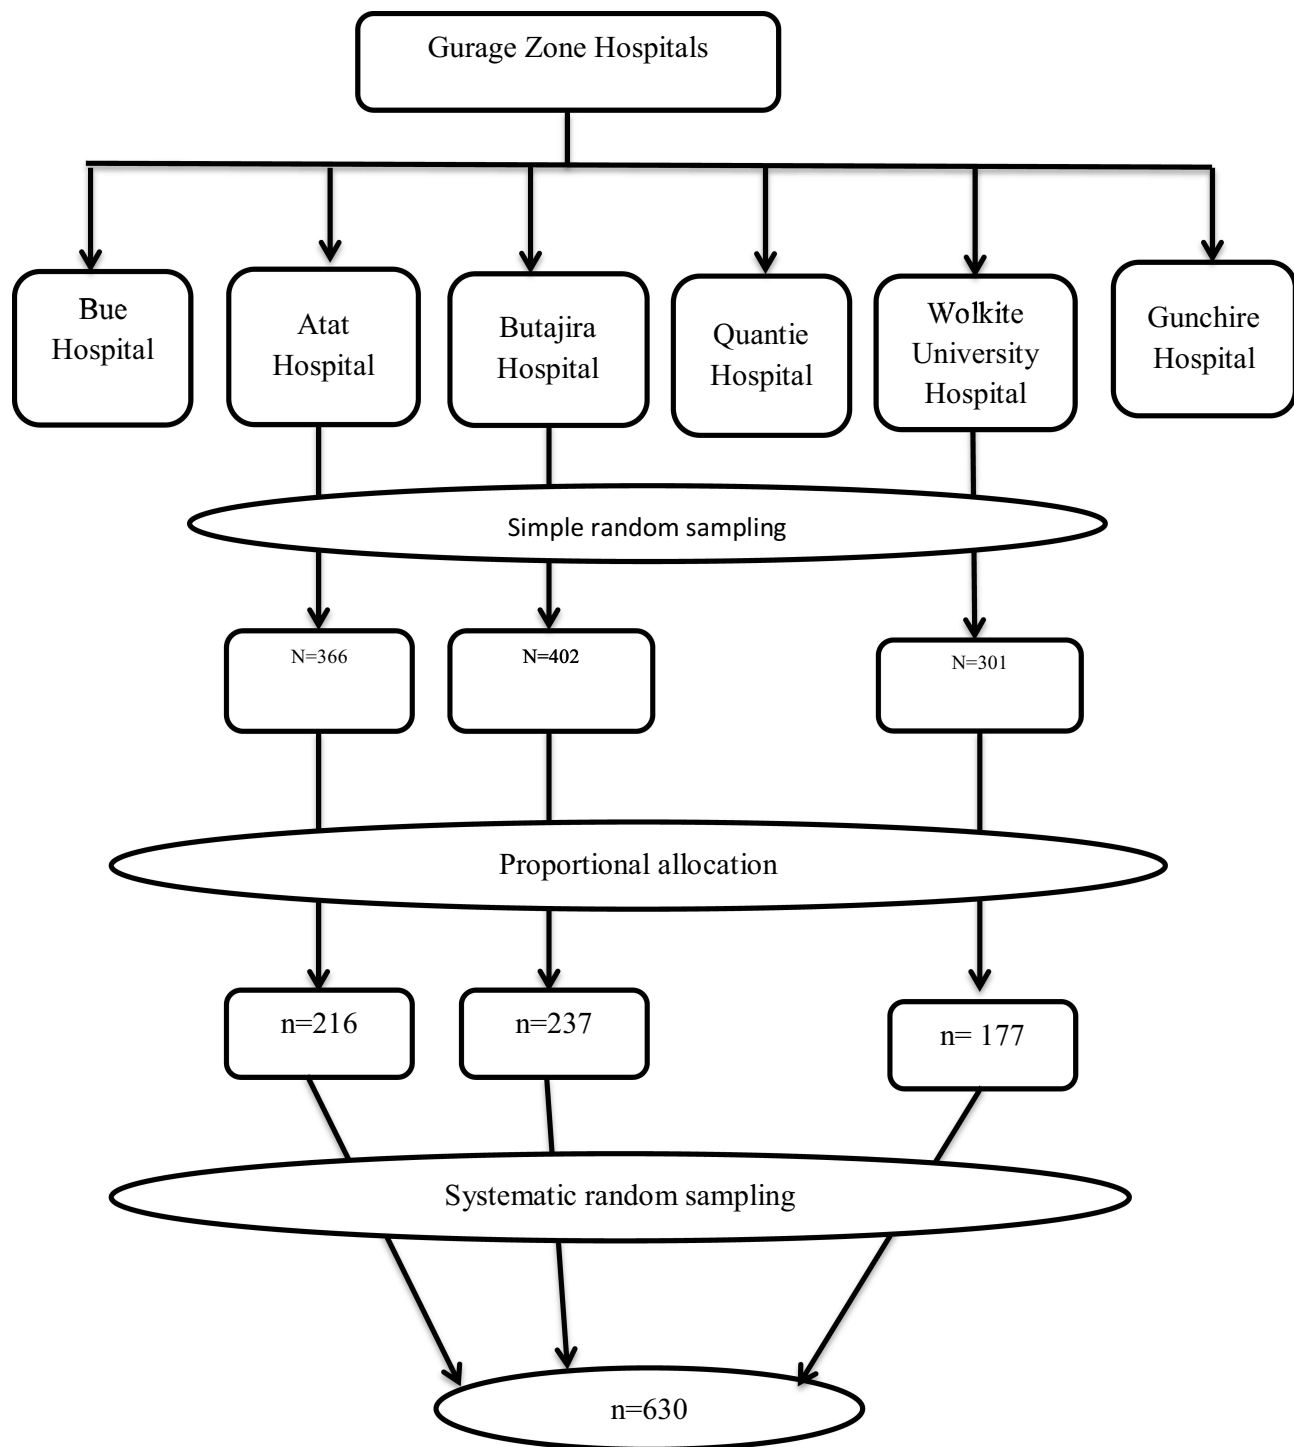 Gurage Zone Hospitals
Bue
Hospital
Atat
Hospital
Butajira
Hospital
Quantie
Hospital
Wolkite
University
Hospital
Gunchire
Hospital
Simple random sampling
N=366
N=402
N=301
Proportional allocation
n=216
n=237
n= 177
Systematic random sampling
n=630